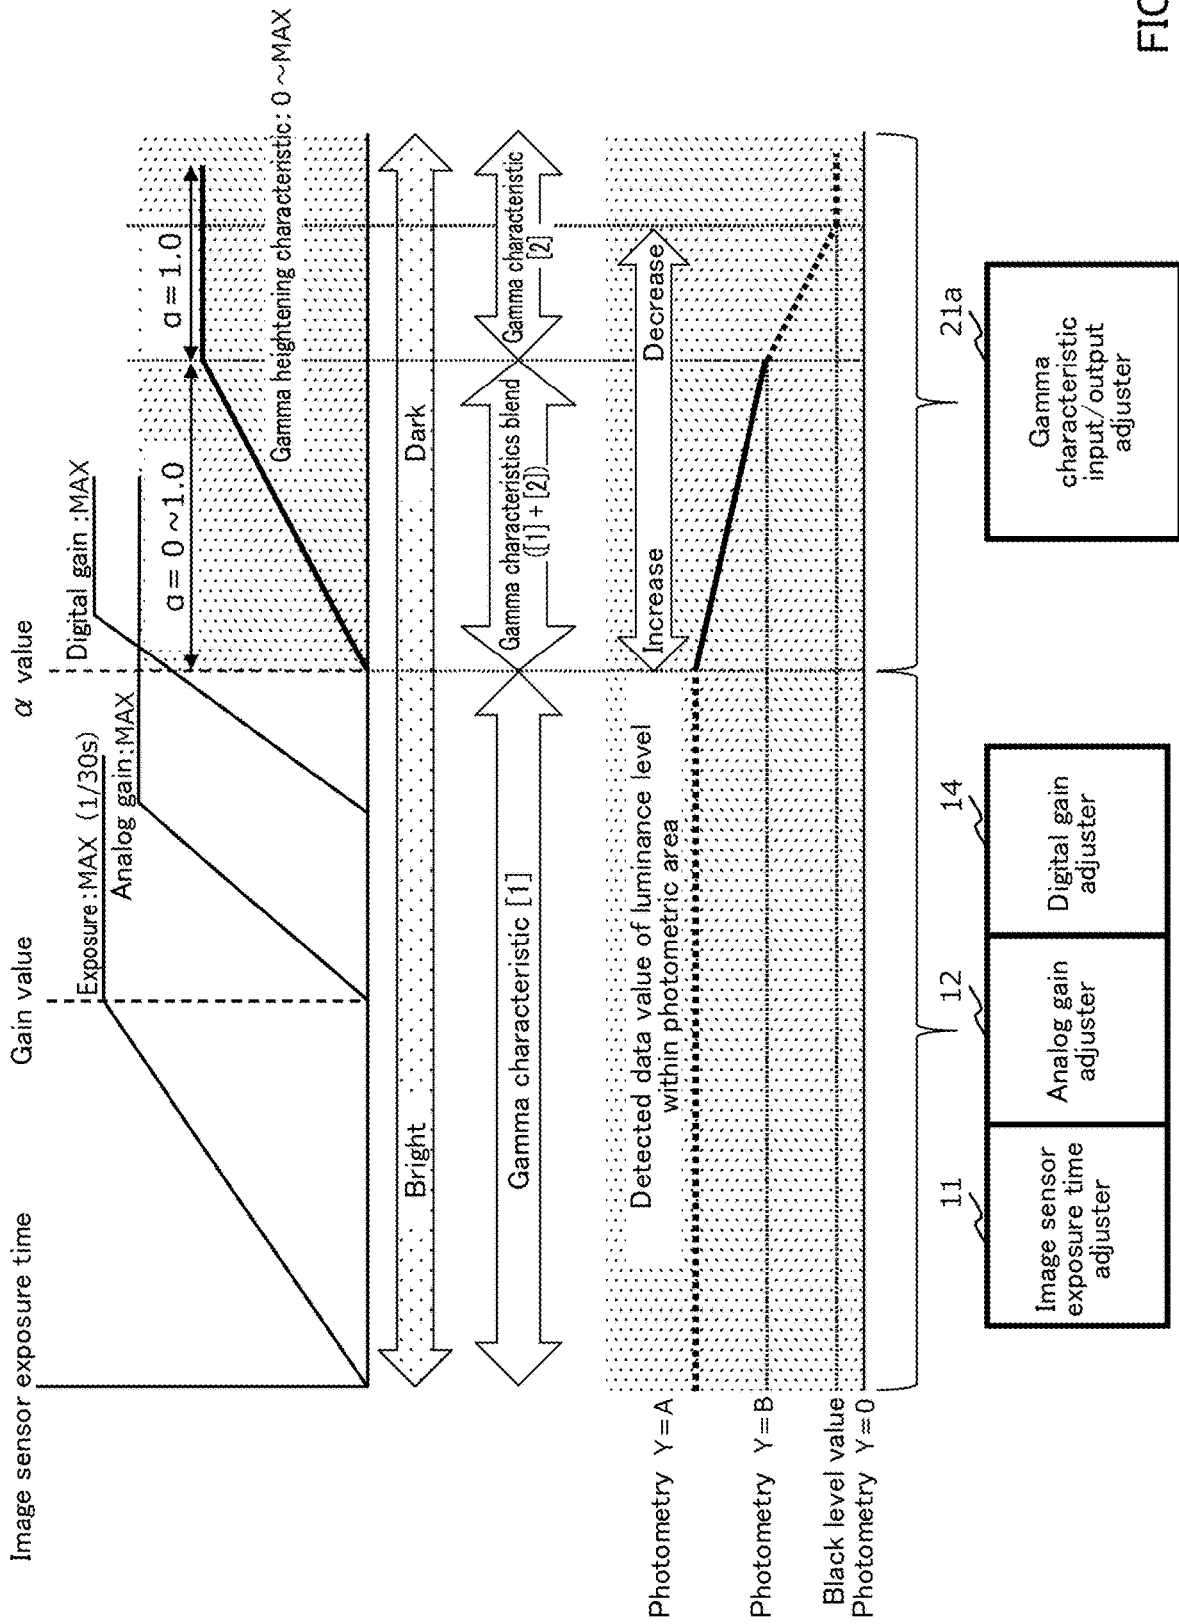 Image sensor exposure time
Gain value
α value
Exposure:MAX (1/30s)
Analog gain:MAX
Digital gain:MAX
α=0~1.0
α=1.0
Gamma heightening characteristic: 0~MAX
Bright
Dark
Gamma characteristic [1]
Gamma characteristics blend
([1]+[2])
Gamma characteristic
[2]
Detected data value of luminance level
within photometric area
Increase
Decrease
Photometry Y=A
Photometry Y=B
Black level value
Photometry Y=0
11
12
14
21a
Image sensor
exposure time
adjuster
Analog gain
adjuster
Digital gain
adjuster
Gamma
characteristic
input/output
adjuster
FIG